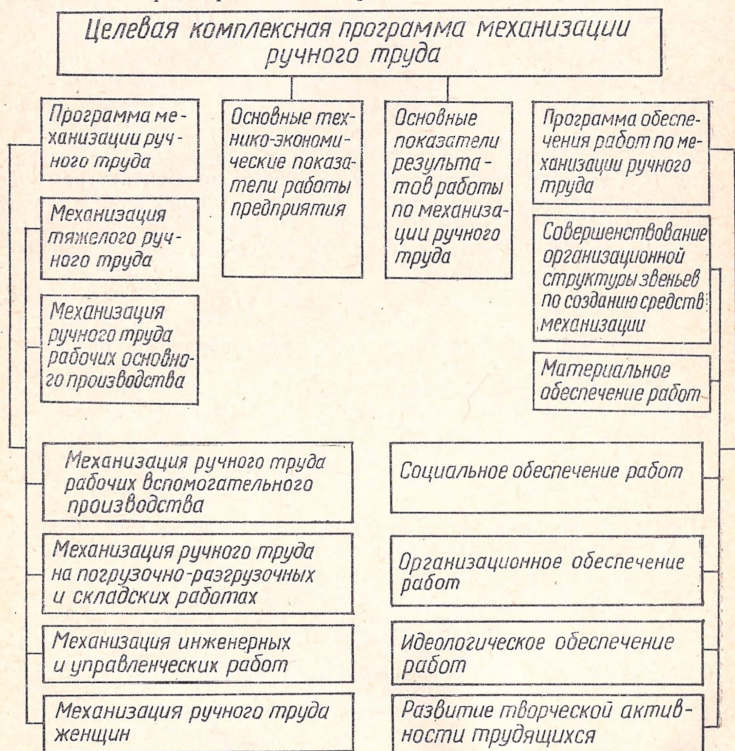 Целевая комплексная программа механизации
ручного труда
Программа ме-
ханизации руч-
ного труда
Основные тех-
нико-экономи-
ческие показа-
тели работы
предприятия
Основные
показатели
результа-
тов работы
по механиза-
ции ручного
труда
Программа обеспе-
чения работ по ме-
ханизации ручного
труда
Механизация
тяжелого руч-
ного труда
Механизация
ручного труда
рабочих основно-
го производства
Совершенствование
организационной
структуры звеньев
по созданию средств
механизации
Материальное
обеспечение работ
Механизация ручного труда
рабочих вспомогательного
производства
Механизация ручного труда
на погрузочно-разгрузочных
и складских работах
Механизация инженерных
и управленческих работ
Механизация ручного труда
женщин
Социальное обеспечение работ
Организационное обеспечение
работ
Идеологическое обеспечение
работ
Развитие творческой актив-
ности трудящихся